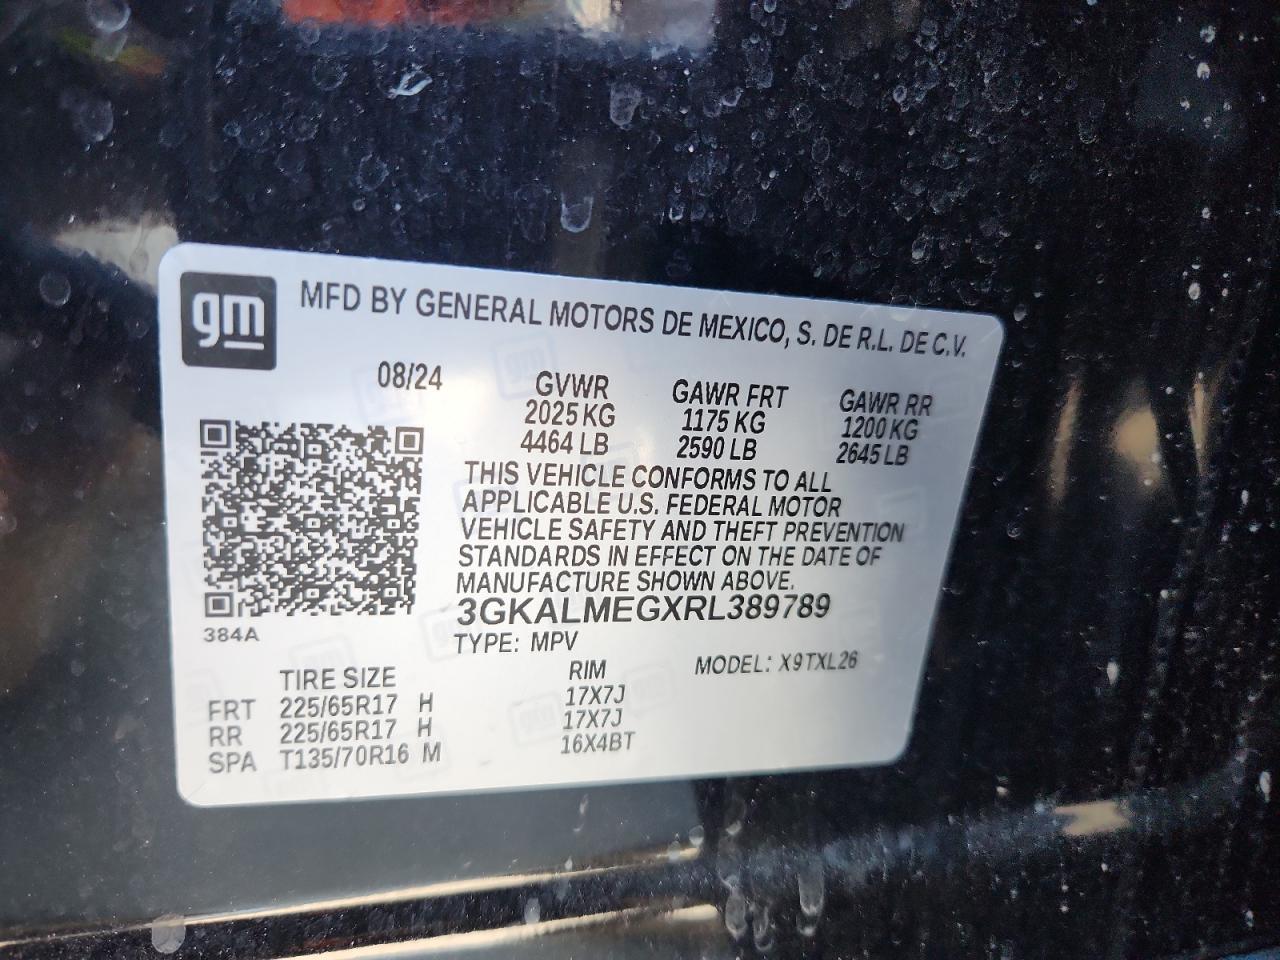 gm
MFD BY GENERAL MOTORS DE MEXICO, S. DE R.L. DE C.V.
08/24 GVWR GAWR FRT GAWR RR
2025 KG 1175 KG 1200 KG
4464 LB 2590 LB 2645 LB
THIS VEHICLE CONFORMS TO ALL
APPLICABLE U.S. FEDERAL MOTOR
VEHICLE SAFETY AND THEFT PREVENTION
STANDARDS IN EFFECT ON THE DATE OF
MANUFACTURE SHOWN ABOVE.
3GKALMEGXRL389789
384A
TYPE: MPV
TIRE SIZE RIM MODEL: X9TXL26
FRT 225/65R17 H 17X7J
RR 225/65R17 H 17X7J
SPA T135/70R16 M 16X4BT